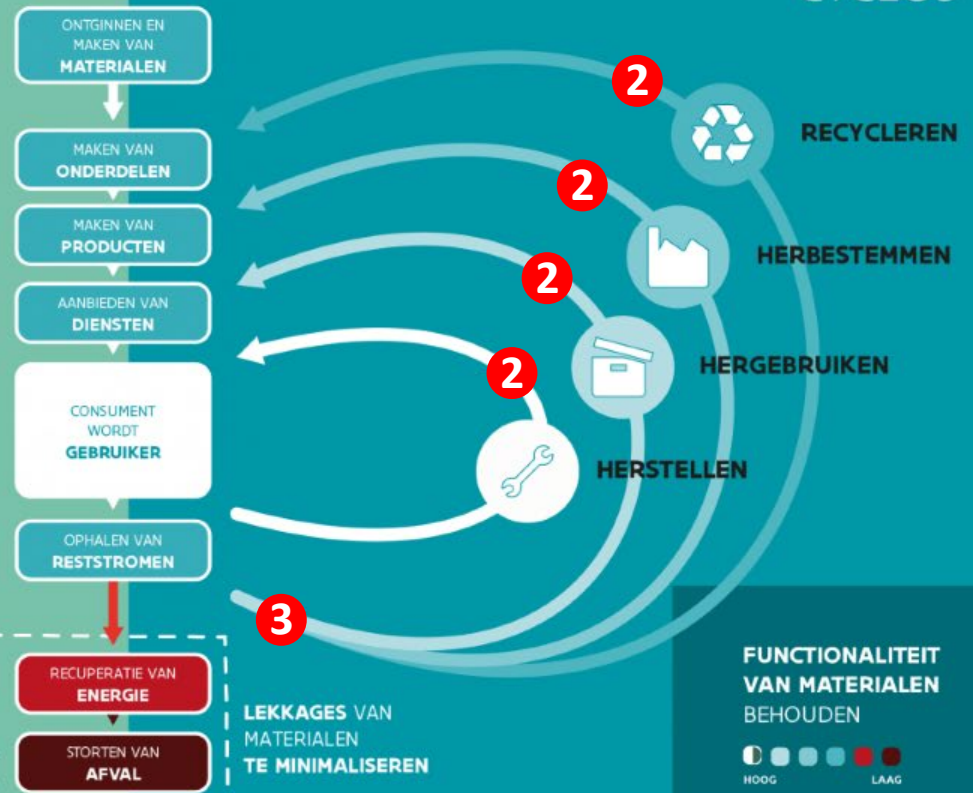 ONTGINNEN EN
MAKEN VAN
MATERIALEN
MAKEN VAN
ONDERDELEN
MAKEN VAN
PRODUCTEN
AANBIEDEN VAN
DIENSTEN
CONSUMENT
WORDT
GEBRUIKER
OPHALEN VAN
RESTSTROMEN
RECUPERATIE VAN
ENERGIE
STORTEN VAN
AFVAL
2
RECYCLEREN
2
HERBESTEMMEN
2
HERGEBRUIKEN
2
HERSTELLEN
3
LEKKAGES VAN
MATERIALEN
TE MINIMALISEREN
FUNCTIONALITEIT
VAN MATERIALEN
BEHOUDEN
HOOG LAAG